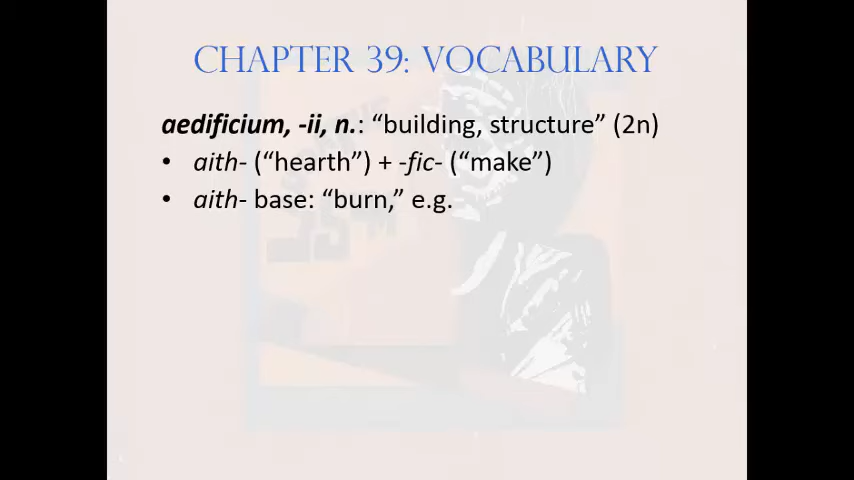 CHAPTER 39: VOCABULARY
aedificium, -ii, n.: “building, structure” (2n)
• aith- (“hearth”) + -fic- (“make”)
• aith- base: “burn,” e.g.